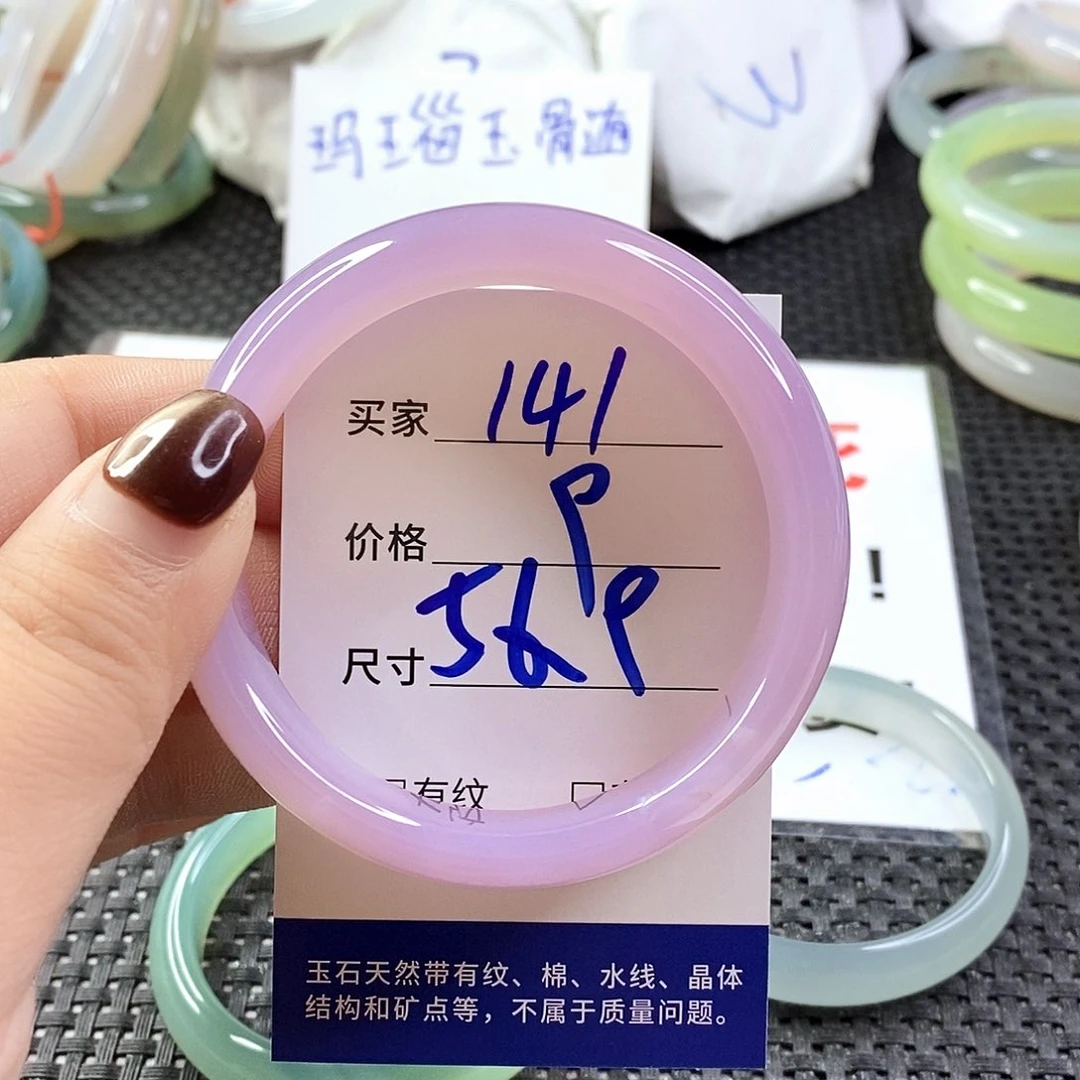 玛瑙玉骨髓
买家 141
价格 P
尺寸 56P
有纹
玉石天然带有纹、棉、水线、晶体
结构和矿点等，不属于质量问题。
!